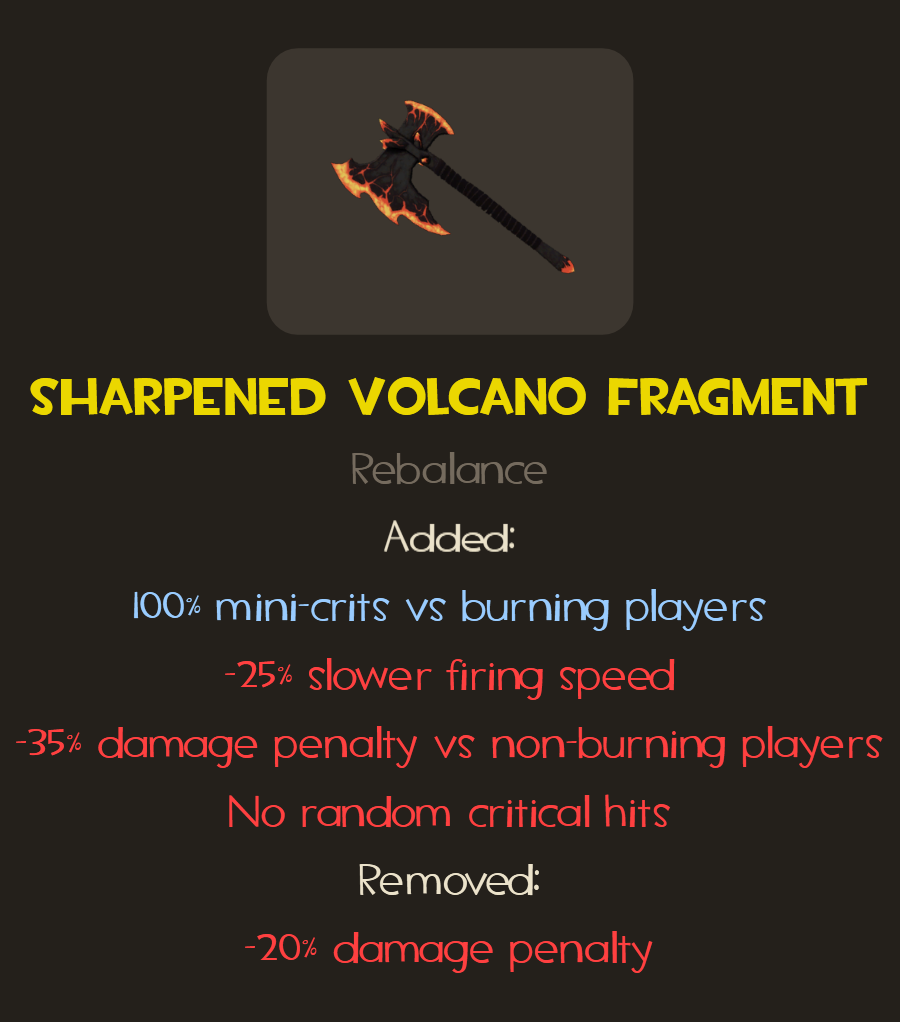 SHARPENED VOLCANO FRAGMENT
Rebalance
Added:
100% mini-crits vs burning players
-25% slower firing speed
-35% damage penalty vs non-burning players
No random critical hits
Removed:
-20% damage penalty